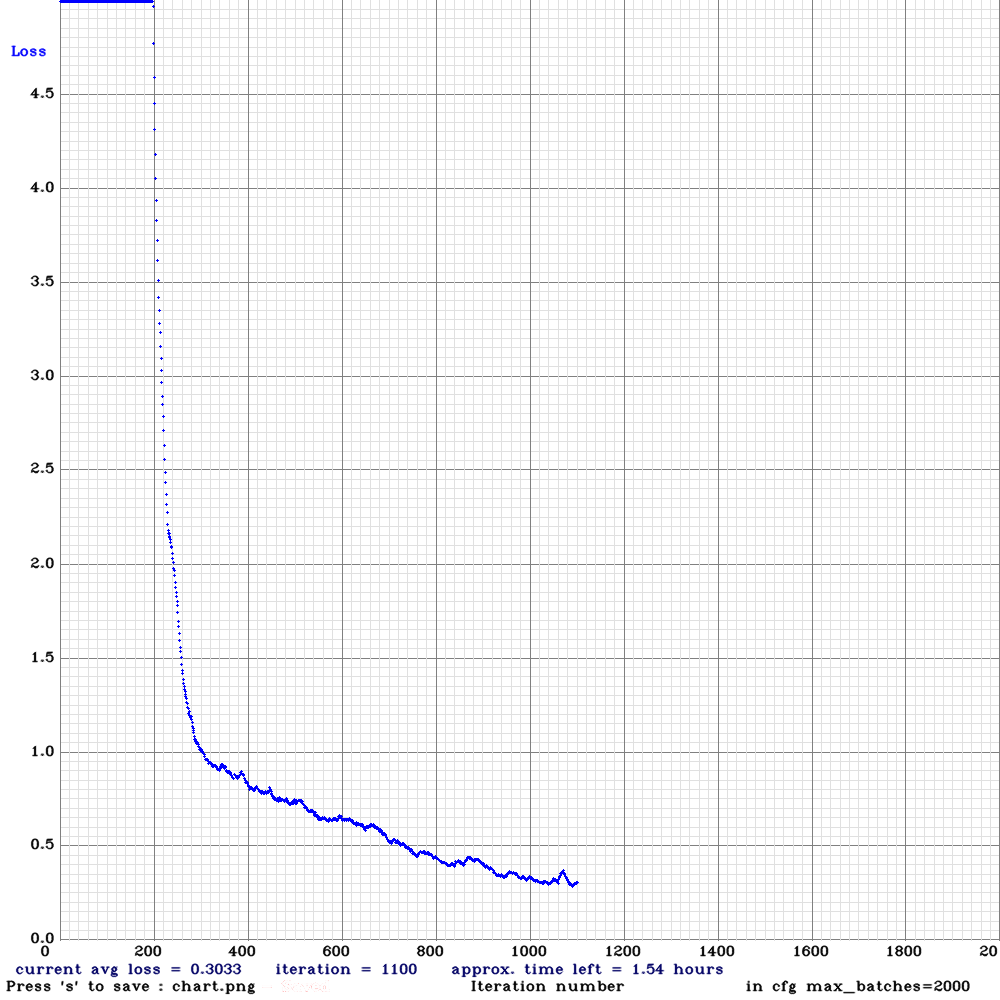 Loss
4.5
4.0
3.5
3.0
2.5
2.0
1.5
1.0
0.5
0.0
0 200 400 600 800 1000 1200 1400 1600 1800 20
current avg loss = 0.3033 iteration = 1100 approx. time left = 1.54 hours
Press 's' to save : chart.png Iteration number in cfg max_batches=2000